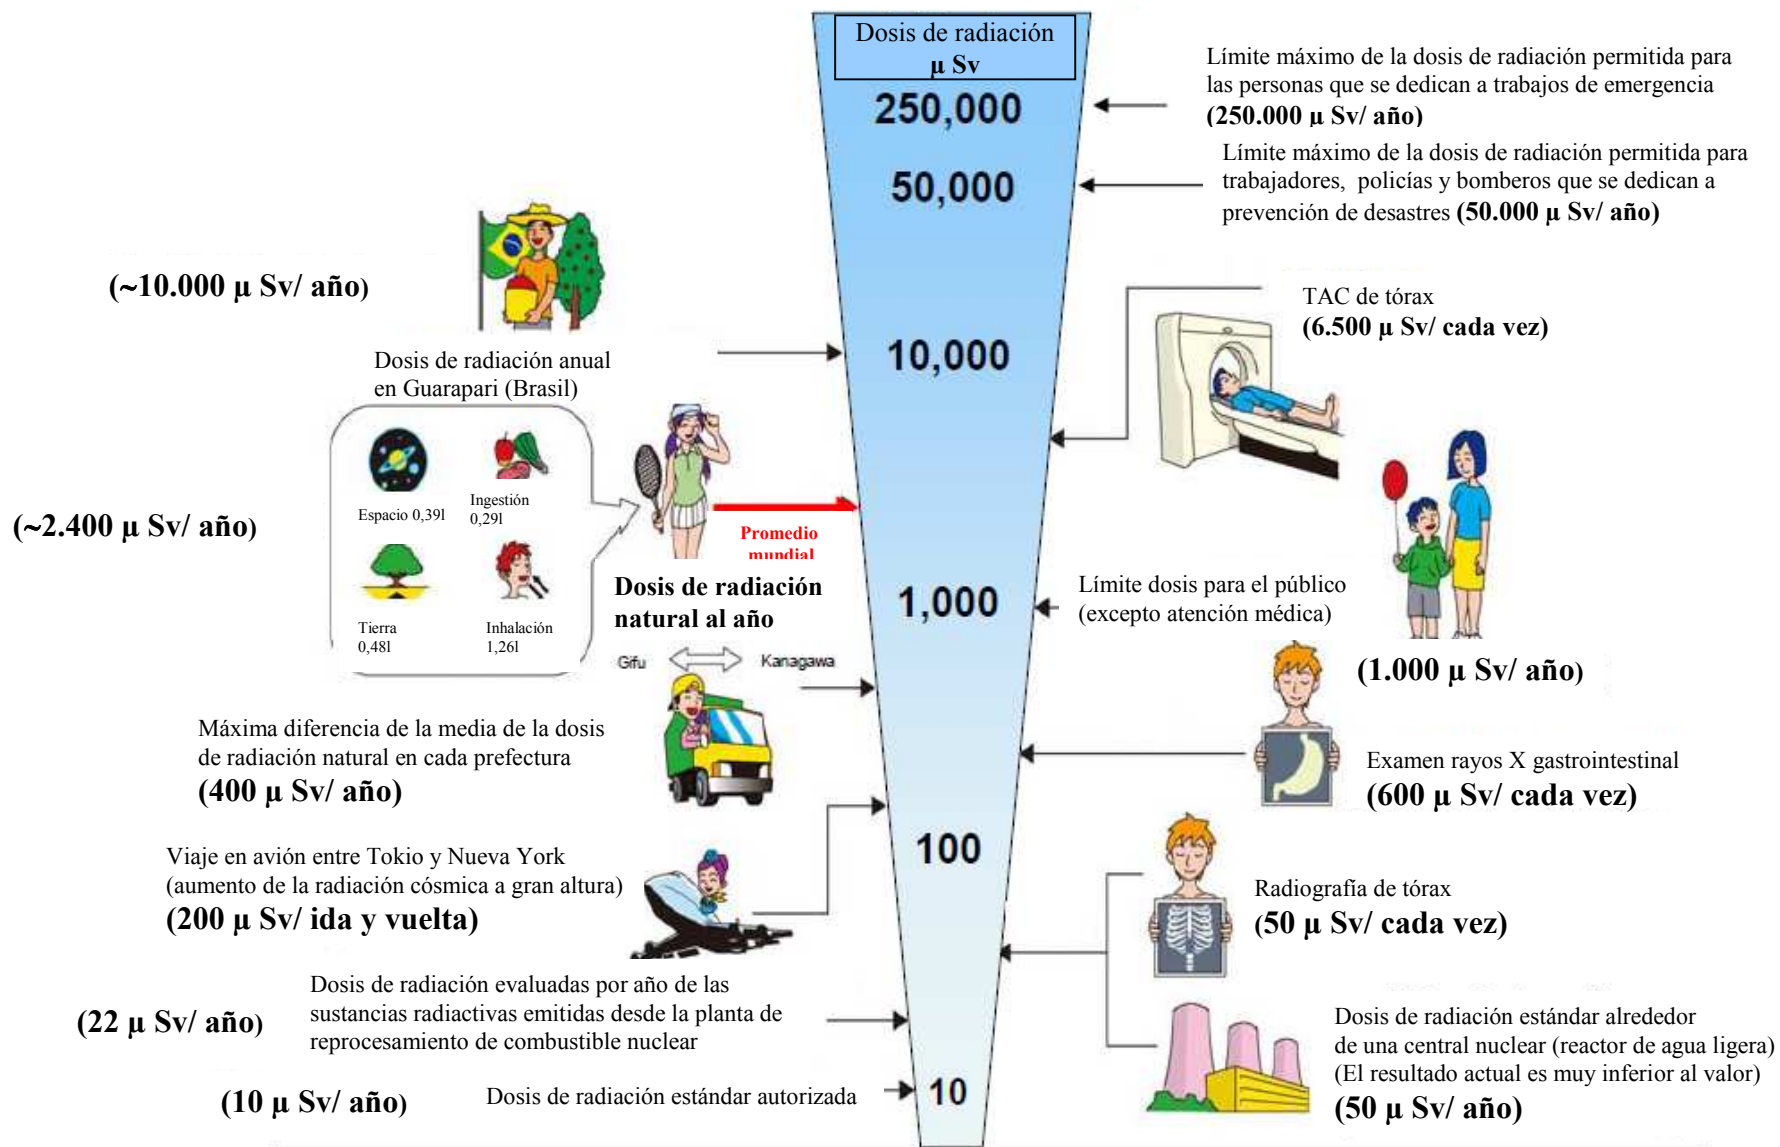 Dosis de radiación
µ Sv
250,000
50,000
10,000
1,000
100
10
Límite máximo de la dosis de radiación permitida para
las personas que se dedican a trabajos de emergencia
(250.000 µ Sv/ año)
Límite máximo de la dosis de radiación permitida para
trabajadores, policías y bomberos que se dedican a
prevención de desastres (50.000 µ Sv/ año)
(~10.000 µ Sv/ año)
Dosis de radiación anual
en Guarapari (Brasil)
TAC de tórax
(6.500 µ Sv/ cada vez)
(~2.400 µ Sv/ año)
Espacio 0,39l
Ingestión
0,29l
Tierra
0,48l
Inhalación
1,26l
Promedio
mundial
Dosis de radiación
natural al año
Límite dosis para el público
(excepto atención médica)
(1.000 µ Sv/ año)
Gifu
Kanagawa
Máxima diferencia de la media de la dosis
de radiación natural en cada prefectura
(400 µ Sv/ año)
Examen rayos X gastrointestinal
(600 µ Sv/ cada vez)
Viaje en avión entre Tokio y Nueva York
(aumento de la radiación cósmica a gran altura)
(200 µ Sv/ ida y vuelta)
Radiografía de tórax
(50 µ Sv/ cada vez)
(22 µ Sv/ año)
Dosis de radiación evaluadas por año de las
sustancias radiactivas emitidas desde la planta de
reprocesamiento de combustible nuclear
Dosis de radiación estándar alrededor
de una central nuclear (reactor de agua ligera)
(El resultado actual es muy inferior al valor)
(50 µ Sv/ año)
(10 µ Sv/ año)
Dosis de radiación estándar autorizada